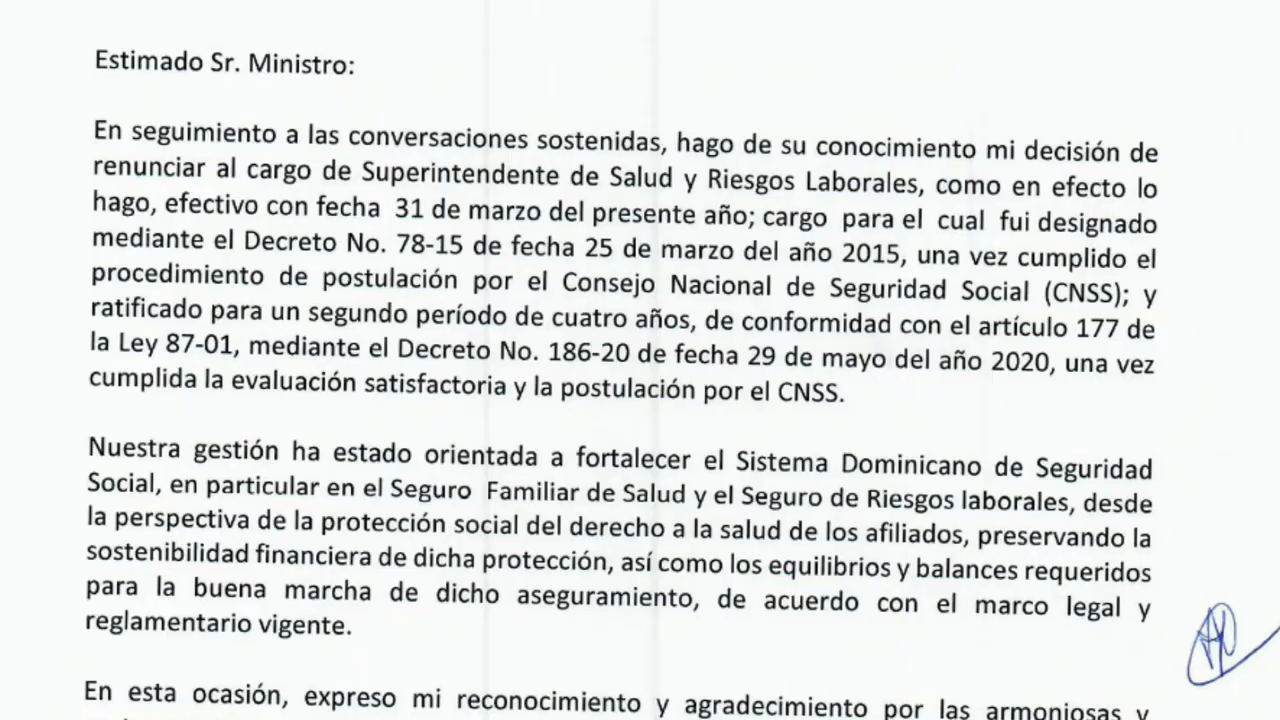 Estimado Sr. Ministro:
En seguimiento a las conversaciones sostenidas, hago de su conocimiento mi decisión de
renunciar al cargo de Superintendente de Salud y Riesgos Laborales, como en efecto lo
hago, efectivo con fecha 31 de marzo del presente año; cargo para el cual fui designado
mediante el Decreto No. 78-15 de fecha 25 de marzo del año 2015, una vez cumplido el
procedimiento de postulación por el Consejo Nacional de Seguridad Social (CNSS); y
ratificado para un segundo período de cuatro años, de conformidad con el artículo 177 de
la Ley 87-01, mediante el Decreto No. 186-20 de fecha 29 de mayo del año 2020, una vez
cumplida la evaluación satisfactoria y la postulación por el CNSS.
Nuestra gestión ha estado orientada a fortalecer el Sistema Dominicano de Seguridad
Social, en particular en el Seguro Familiar de Salud y el Seguro de Riesgos laborales, desde
la perspectiva de la protección social del derecho a la salud de los afiliados, preservando la
sostenibilidad financiera de dicha protección, así como los equilibrios y balances requeridos
para la buena marcha de dicho aseguramiento, de acuerdo con el marco legal y
reglamentario vigente.
En esta ocasión, expreso mi reconocimiento y agradecimiento por las armoniosas y